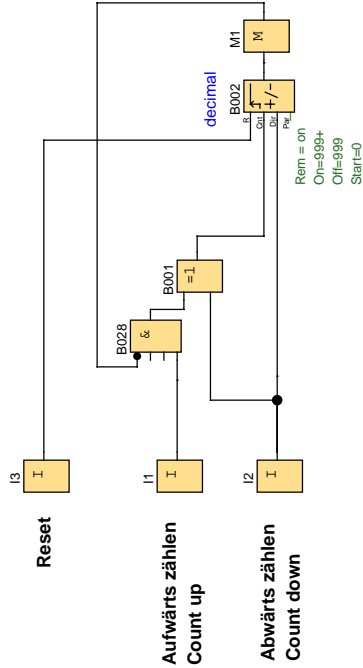 Reset
I3
I
Aufwärts zählen
Count up
I1
I
Abwärts zählen
Count down
I2
I
B028
&
B001
=1
decimal
B002
R
Cnt
Dir
Par
+/-
Rem = on
On=999+
Off=999
Start=0
M1
M